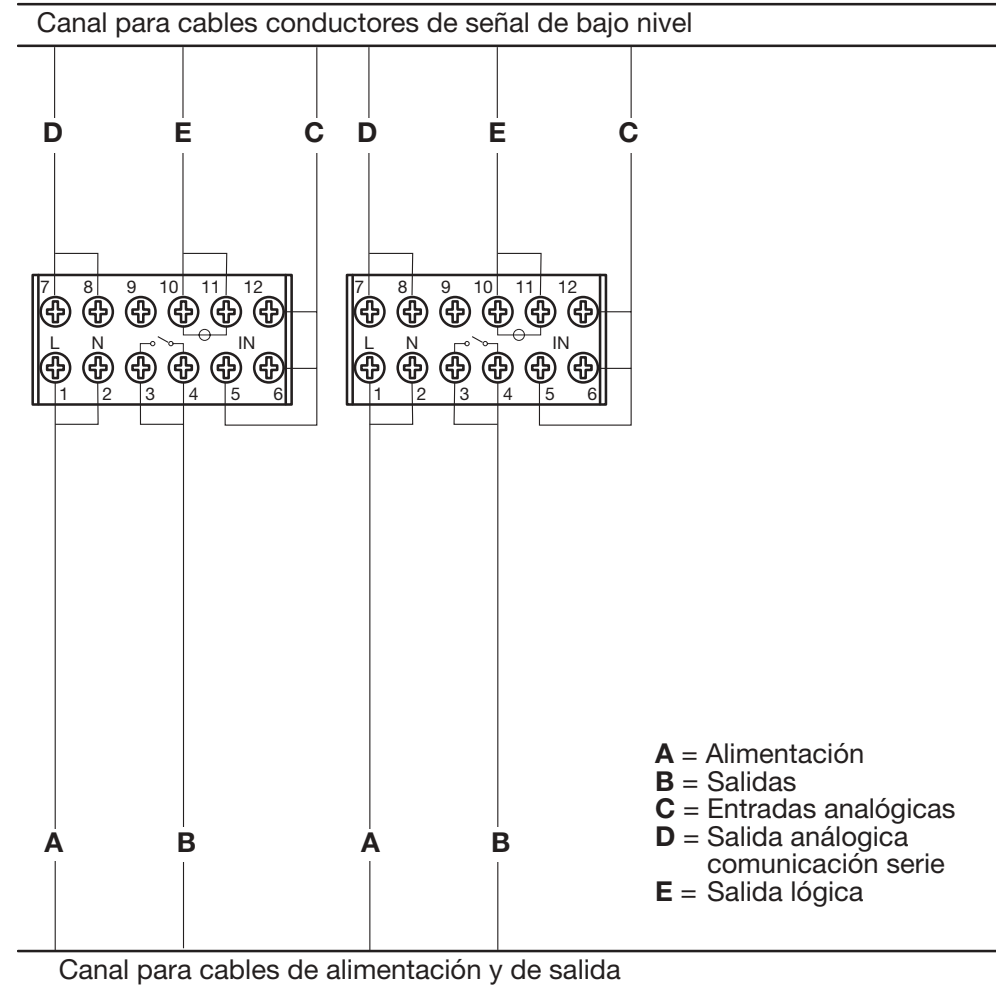 Canal para cables conductores de señal de bajo nivel
D E C D E C
7 8 9 10 11 12 7 8 9 10 11 12
L N IN L N IN
1 2 3 4 5 6 1 2 3 4 5 6
A = Alimentación
B = Salidas
C = Entradas analógicas
D = Salida análogica
comunicación serie
E = Salida lógica
A B A B
Canal para cables de alimentación y de salida